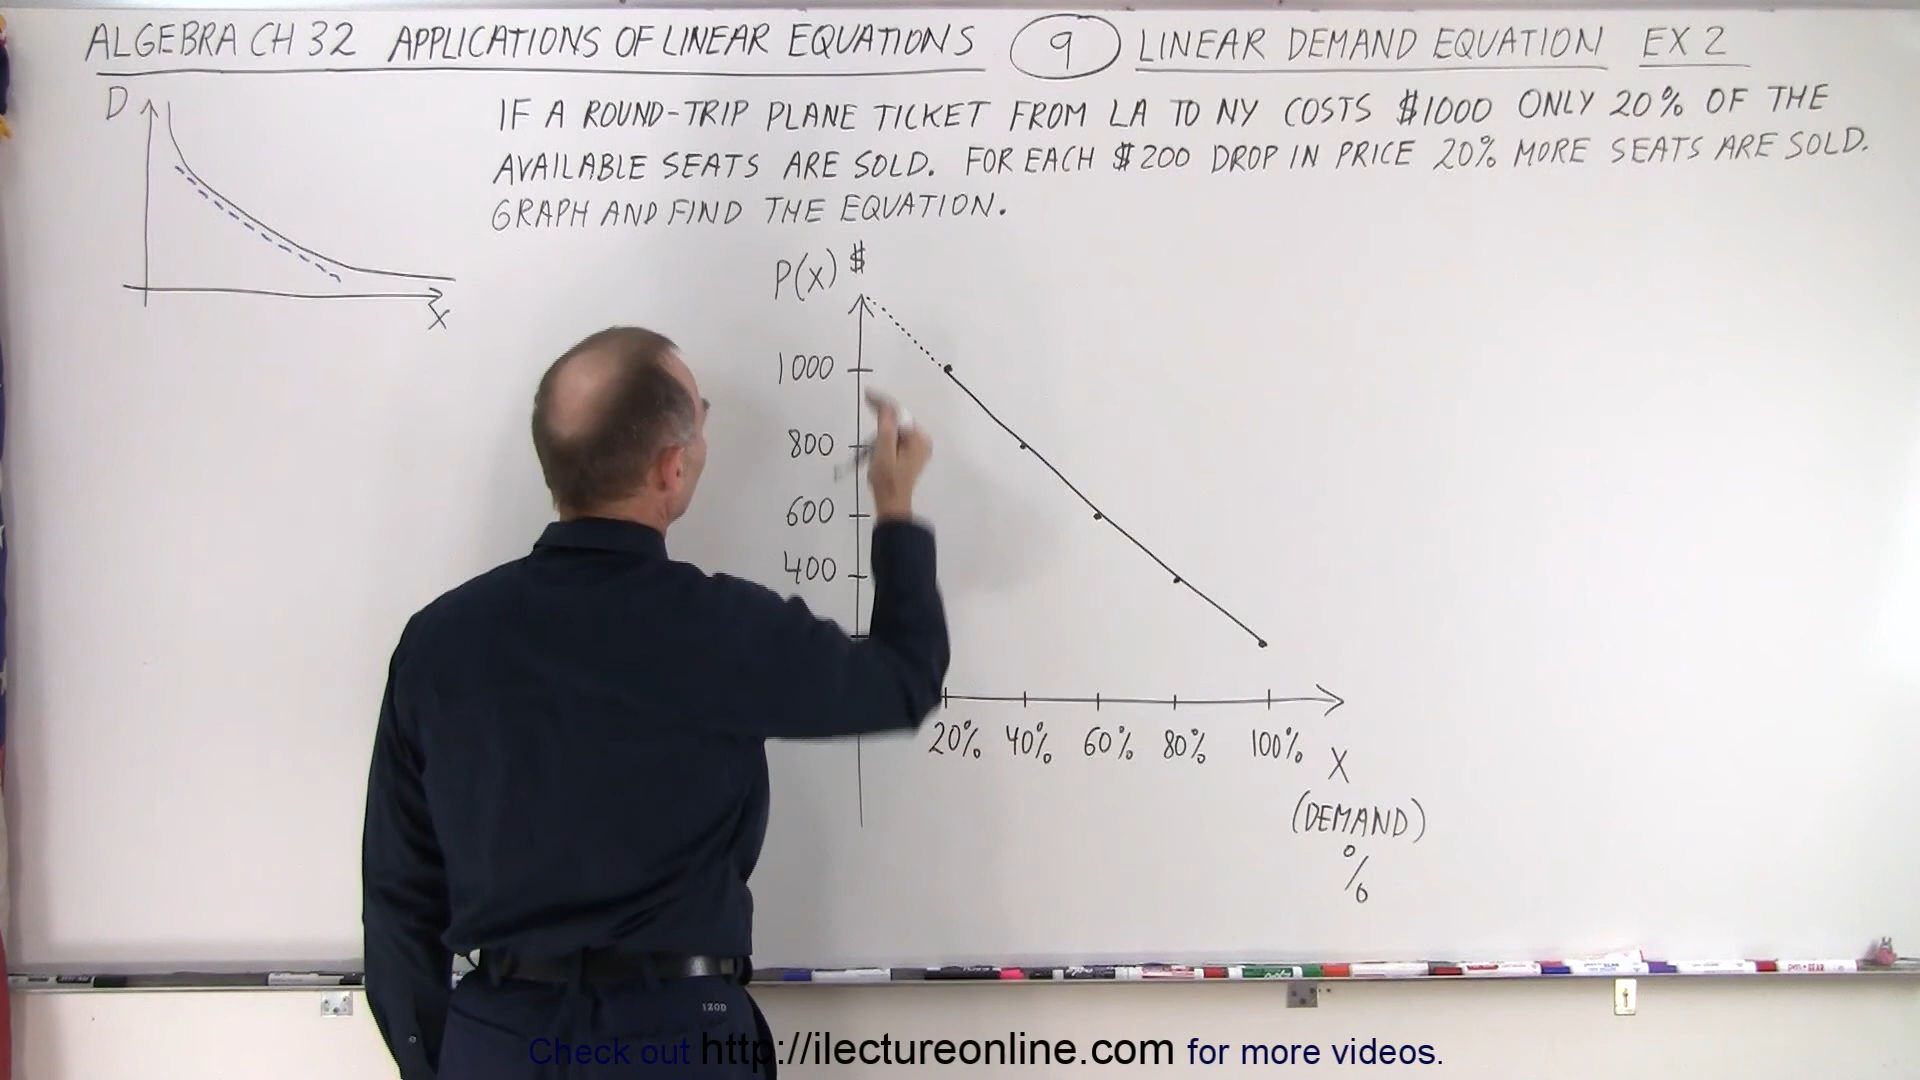 ALGEBRA CH 32 APPLICATIONS OF LINEAR EQUATIONS 9 LINEAR DEMAND EQUATION EX 2
IF A ROUND-TRIP PLANE TICKET FROM LA TO NY COSTS $1000 ONLY 20% OF THE
AVAILABLE SEATS ARE SOLD. FOR EACH $200 DROP IN PRICE 20% MORE SEATS ARE SOLD.
GRAPH AND FIND THE EQUATION.
D
X
P(x) $
1000
800
600
400
20% 40% 60% 80% 100% X
(DEMAND)
%
IZOD
Check out http://ilectureonline.com for more videos.